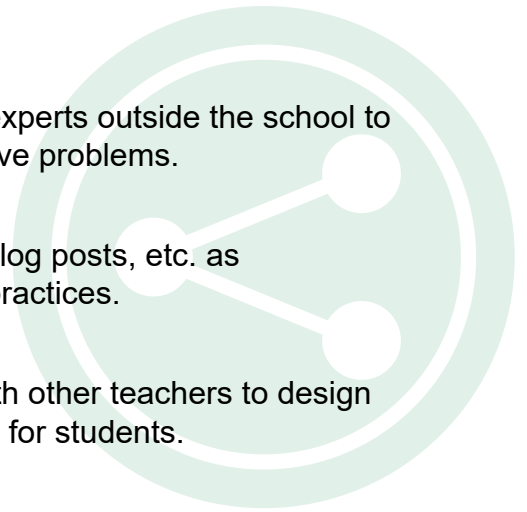 xperts outside the school to
ve problems.
log posts, etc. as
ractices.
th other teachers to design
for students.